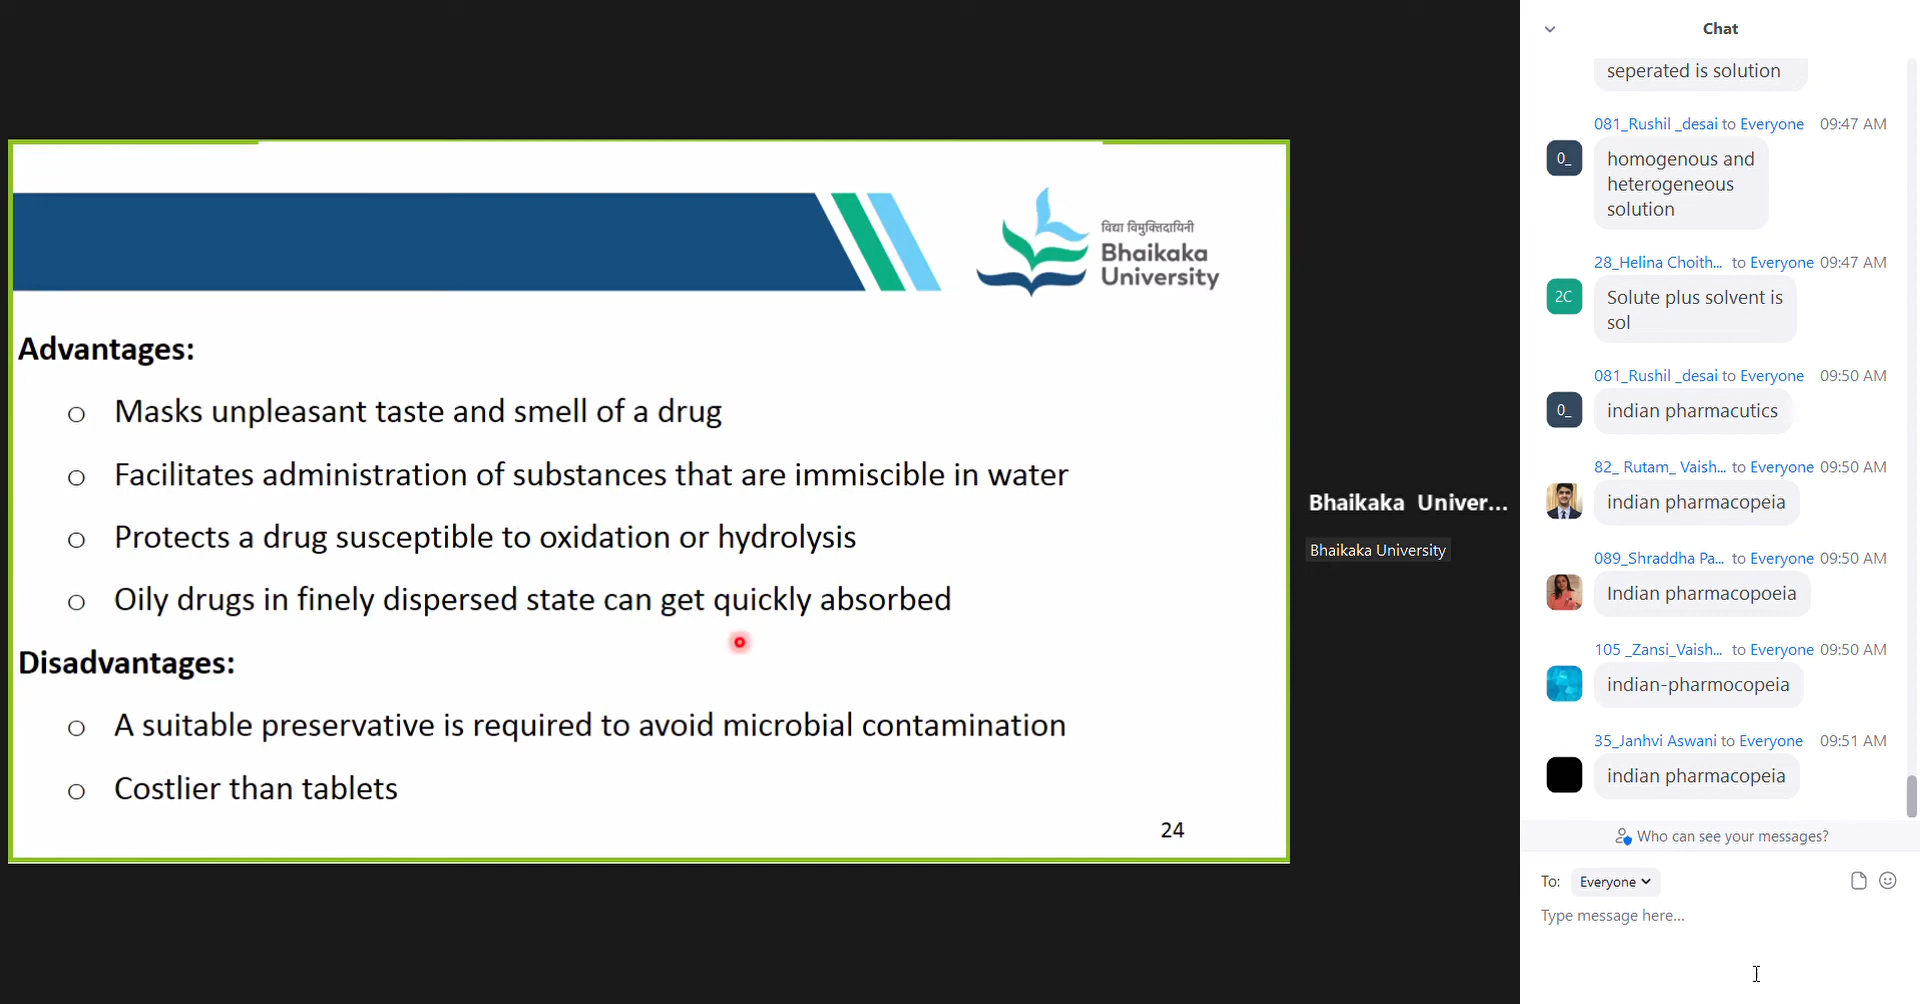 विद्या विमुक्तिदायिनी
Bhaikaka
University
Advantages:
o Masks unpleasant taste and smell of a drug
o Facilitates administration of substances that are immiscible in water
o Protects a drug susceptible to oxidation or hydrolysis
o Oily drugs in finely dispersed state can get quickly absorbed
Disadvantages:
o A suitable preservative is required to avoid microbial contamination
o Costlier than tablets
24
Bhaikaka Univer...
Bhaikaka University
Chat
seperated is solution
081_Rushil _desai to Everyone 09:47 AM
0_
homogenous and
heterogeneous
solution
28_Helina Choith... to Everyone 09:47 AM
2C
Solute plus solvent is
sol
081_Rushil _desai to Everyone 09:50 AM
0_
indian pharmacutics
82_ Rutam_ Vaish... to Everyone 09:50 AM
indian pharmacopeia
089_Shraddha Pa... to Everyone 09:50 AM
Indian pharmacopoeia
105 _Zansi_Vaish... to Everyone 09:50 AM
indian-pharmocopeia
35_Janhvi Aswani to Everyone 09:51 AM
indian pharmacopeia
Who can see your messages?
To: Everyone
Type message here...